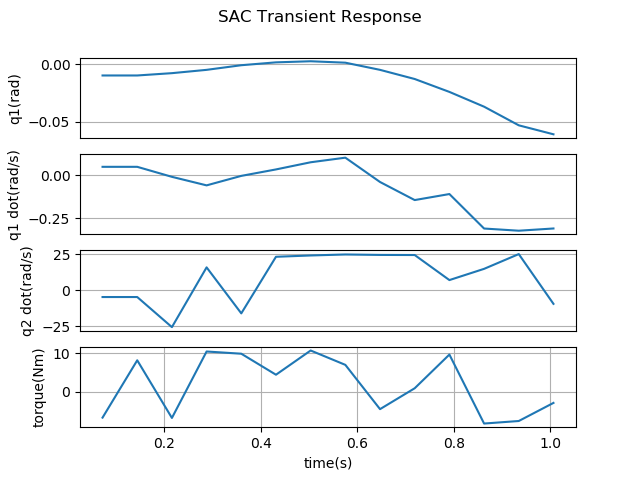 SAC Transient Response
0.00
−0.05
q1(rad)
0.00
−0.25
q1 dot(rad/s)
25
0
−25
q2 dot(rad/s)
10
0
torque(Nm)
0.2 0.4 0.6 0.8 1.0
time(s)